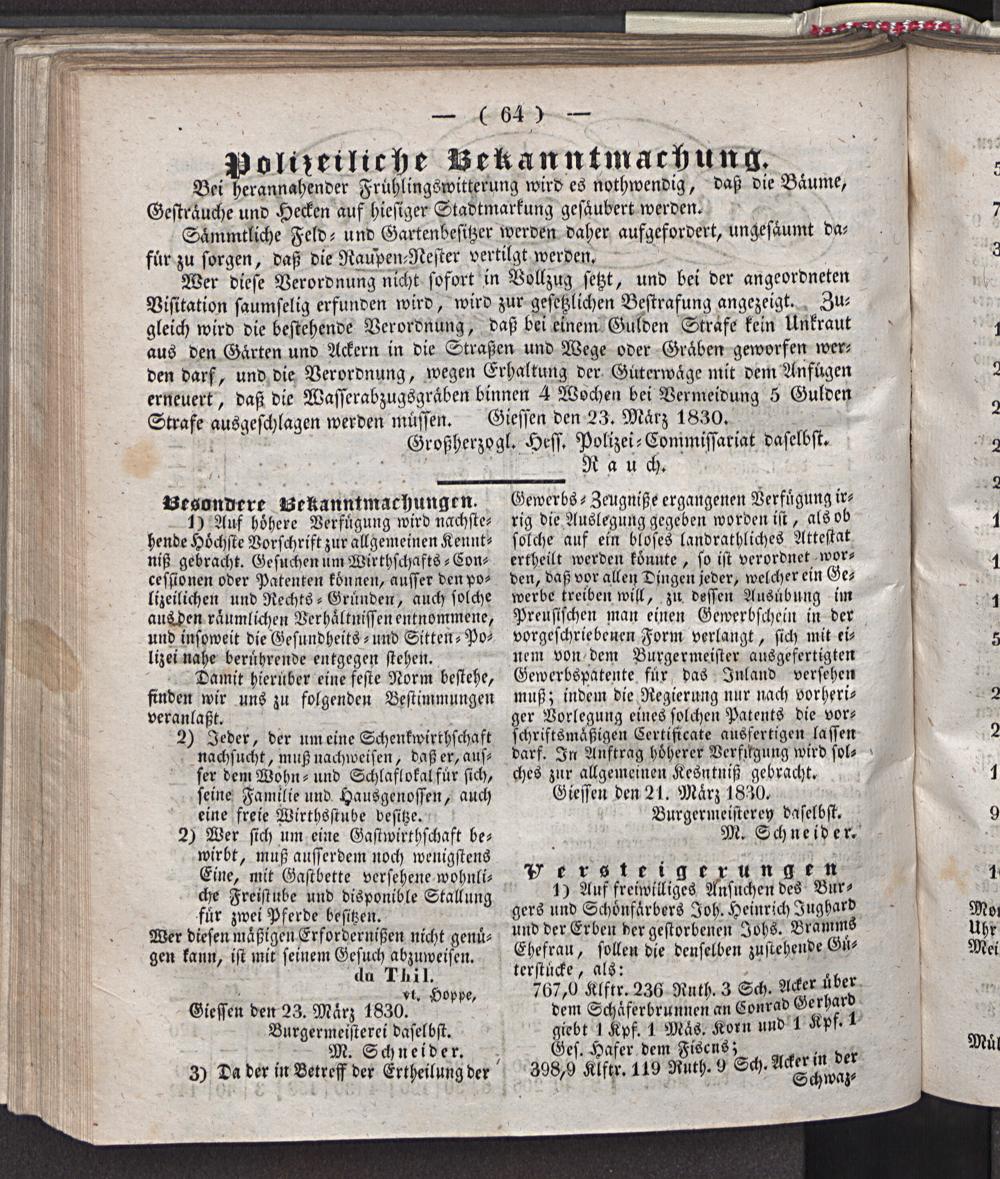 — ( 64 ) —
Polizeiliche Bekanntmachung.
Bei herannahender Frühlingswitterung wird es nothwendig, daß die Bäume,
Gesträuche und Hecken auf hiesiger Stadtmarkung gesäubert werden.
Sämmtliche Feld- und Gartenbesitzer werden daher aufgefordert, ungesäumt da-
für zu sorgen, daß die Raupen-Nester vertilgt werden.
Wer diese Verordnung nicht sofort in Vollzug setzt, und bei der angeordneten
Visitation saumselig erfunden wird, wird zur gesetzlichen Bestrafung angezeigt. Zu-
gleich wird die bestehende Verordnung, daß bei einem Gulden Strafe kein Unkraut
aus den Gärten und Ackern in die Straßen und Wege oder Gräben geworfen wer-
den darf, und die Verordnung, wegen Erhaltung der Güterwäge mit dem Anfügen
erneuert, daß die Wasserabzugsgräben binnen 4 Wochen bei Vermeidung 5 Gulden
Strafe ausgeschlagen werden müssen. Giessen den 23. März 1830.
Großherzogl. Hess. Polizei-Commissariat daselbst.
Rauch.
Besondere Bekanntmachungen.
1) Auf höhere Verfügung wird nachste-
hende Höchste Vorschrift zur allgemeinen Kennt-
niß gebracht. Gesuchen um Wirthschafts-Con-
cessionen oder Patenten können, ausser den po-
lizeilichen und Rechts-Gründen, auch solche
aus den räumlichen Verhältnissen entnommene,
und insoweit die Gesundheits- und Sitten-Po-
lizei nahe berührende entgegen stehen.
Damit hierüber eine feste Norm bestehe,
finden wir uns zu folgenden Bestimmungen
veranlaßt.
2) Jeder, der um eine Schenkwirthschaft
nachsucht, muß nachweisen, daß er, aus-
ser dem Wohn- und Schlaflokal für sich,
seine Familie und Hausgenossen, auch
eine freie Wirthsstube besitze.
2) Wer sich um eine Gastwirthschaft be-
wirbt, muß ausserdem noch wenigstens
Eine, mit Gastbette versehene wohnli-
che Freistube und disponible Stallung
für zwei Pferde besitzen.
Wer diesen mäßigen Erfordernißen nicht genü-
gen kann, ist mit seinem Gesuch abzuweisen.
du Thil.
vt. Hoppe,
Giessen den 23. März 1830.
Burgermeisterei daselbst.
M. Schneider.
3) Da der in Betreff der Ertheilung der
Gewerbs-Zeugniße ergangenen Verfügung ir-
rig die Auslegung gegeben worden ist, als ob
solche auf ein bloses landrathliches Attestat
ertheilt werden könnte, so ist verordnet wor-
den, daß vor allen Dingen jeder, welcher ein Ge-
werbe treiben will, zu dessen Ausübung im
Preusischen man einen Gewerbschein in der
vorgeschriebenen Form verlangt, sich mit ei-
nem von dem Burgermeister ausgefertigten
Gewerbspatente für das Inland versehen
muß; indem die Regierung nur nach vorheri-
ger Vorlegung eines solchen Patents die vor-
schriftsmäßigen Certificate ausfertigen lassen
darf. In Auftrag höherer Verfügung wird sol-
ches zur allgemeinen Kesntniß gebracht.
Giessen den 21. März 1830.
Burgermeisterey daselbst.
M. Schneider.
Versteigerungen
1) Auf freiwilliges Ansuchen des Bur-
gers und Schönfärbers Joh. Heinrich Jughard
und der Erben der gestorbenen Johs. Bramms
Ehefrau, sollen die denselben zustehende Gü-
terstücke, als:
767,0 Klftr. 236 Ruth. 3 Sch. Acker über
dem Schäferbrunnen an Conrad Gerhard
giebt 1 Kpf. 1 Mäs. Korn und 1 Kpf. 1
Ges. Hafer dem Fiscus;
398,9 Klftr. 119 Ruth. 9 Sch. Acker in der
Schwaz-